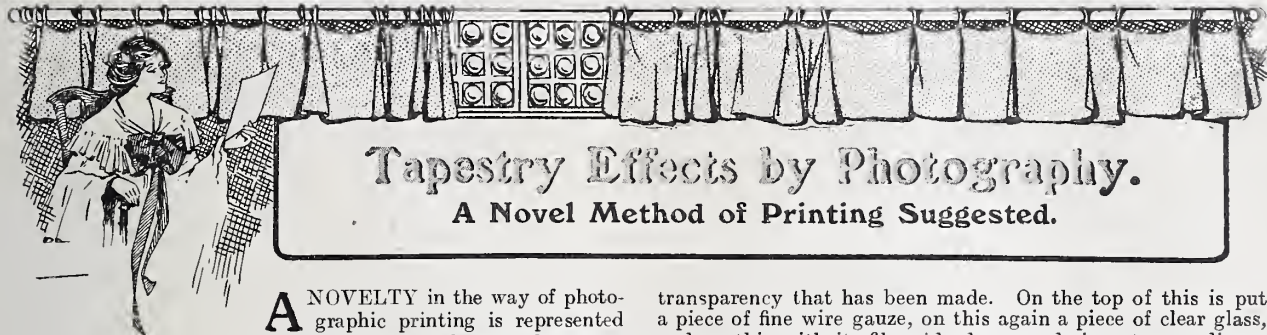 Tapestry Effects by Photography.
A Novel Method of Printing Suggested.
A NOVELTY in the way of photo-
graphic printing is represented
transparency that has been made. On the top of this is put
a piece of fine wire gauze, on this again a piece of clear glass,